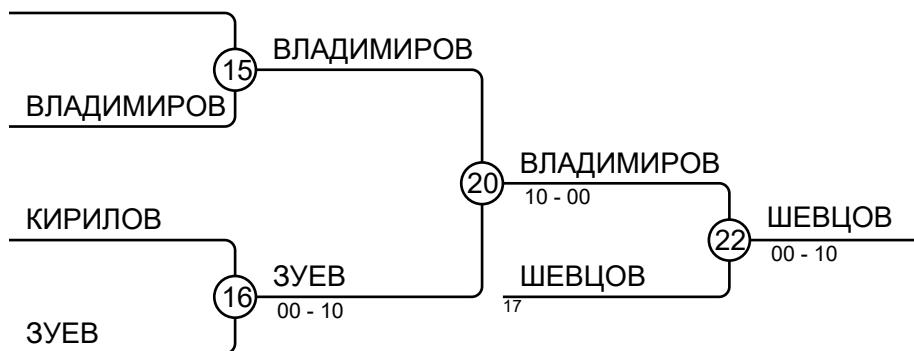 ВЛАДИМИРОВ
15
ВЛАДИМИРОВ
ВЛАДИМИРОВ
20
10 - 00
КИРИЛОВ
ШЕВЦОВ
22
00 - 10
ЗУЕВ
ШЕВЦОВ
16
00 - 10
17
ЗУЕВ